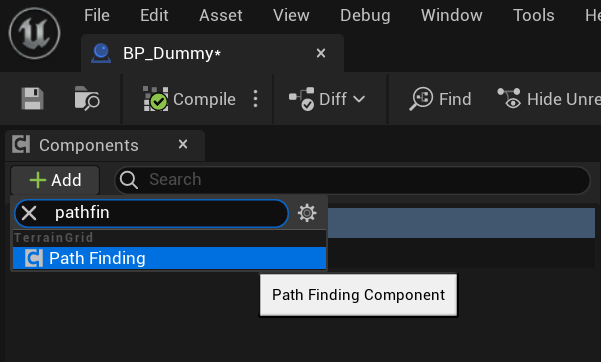 File Edit Asset View Debug Window Tools He
BP_Dummy*
Compile Diff Find Hide Unre
Components
Add Search
pathfin
TerrainGrid
Path Finding
Path Finding Component